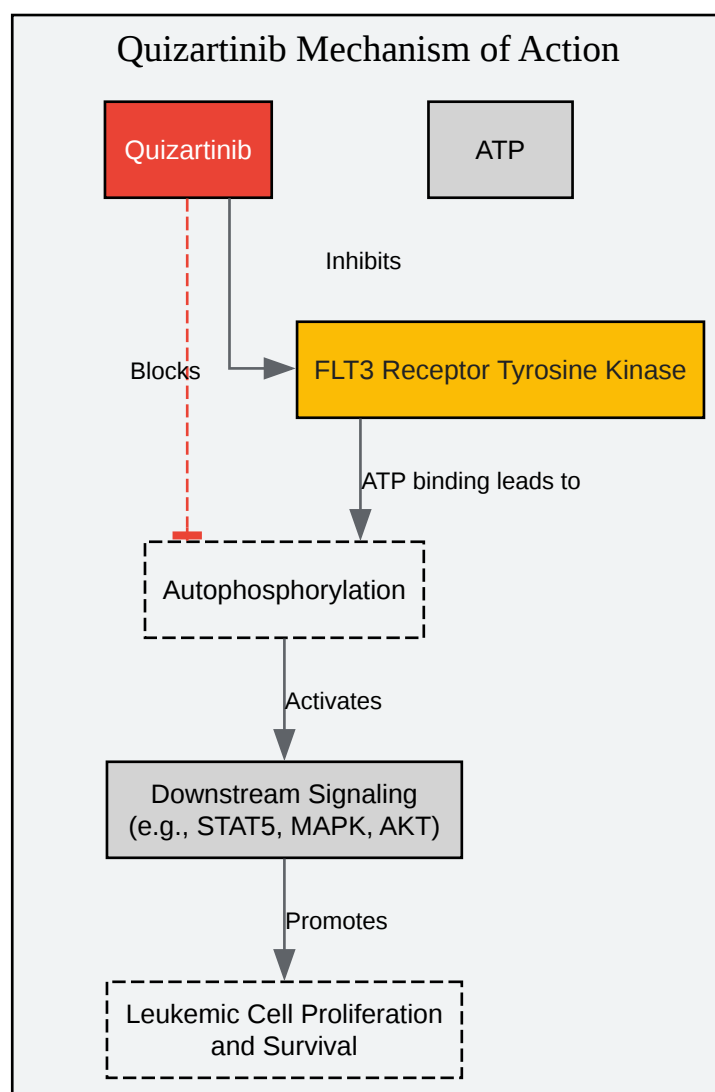 Quizartinib Mechanism of Action
Quizartinib
ATP
Inhibits
Blocks
FLT3 Receptor Tyrosine Kinase
ATP binding leads to
Autophosphorylation
Activates
Downstream Signaling
(e.g., STAT5, MAPK, AKT)
Promotes
Leukemic Cell Proliferation
and Survival